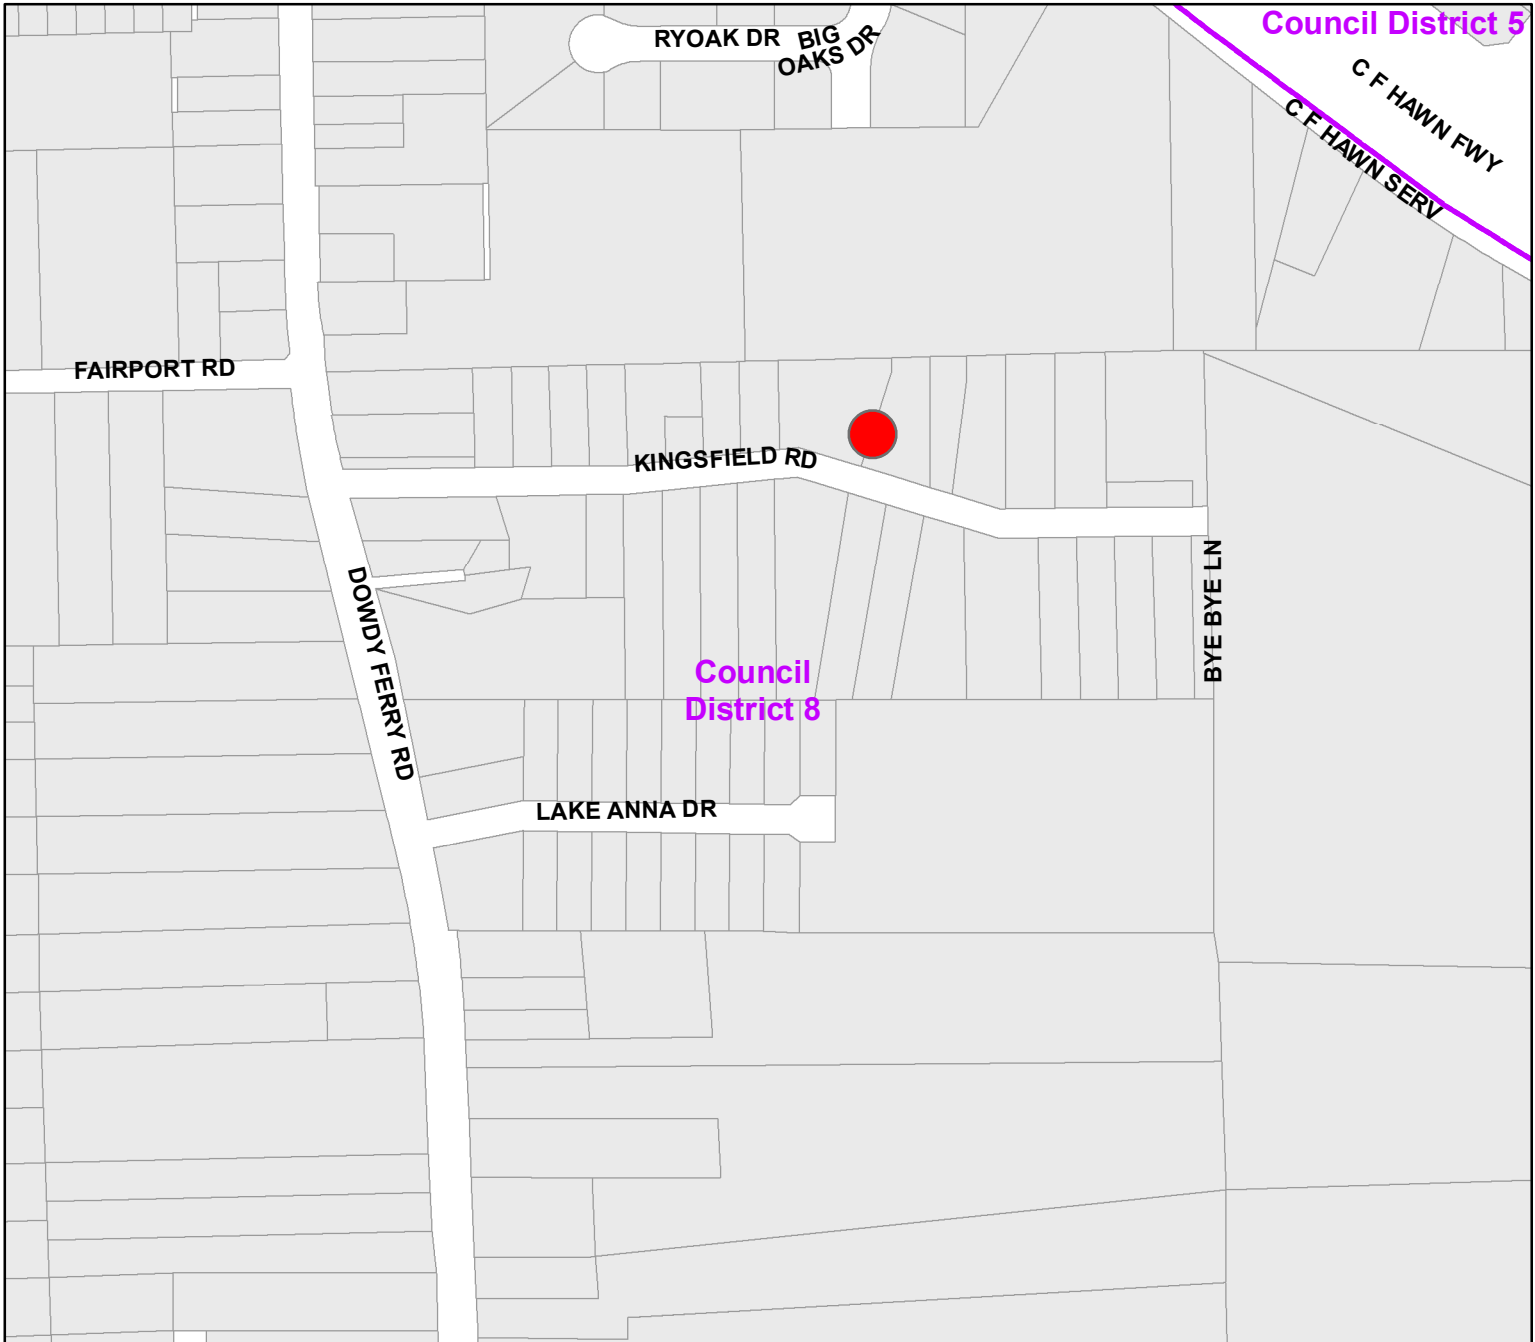 Council District 5
RYOAK DR
BIG
OAKS DR
C F HAWN FWY
C F HAWN SERV
FAIRPORT RD
KINGSFIELD RD
BYE BYE LN
DOWDY FERRY RD
Council
District 8
LAKE ANNA DR